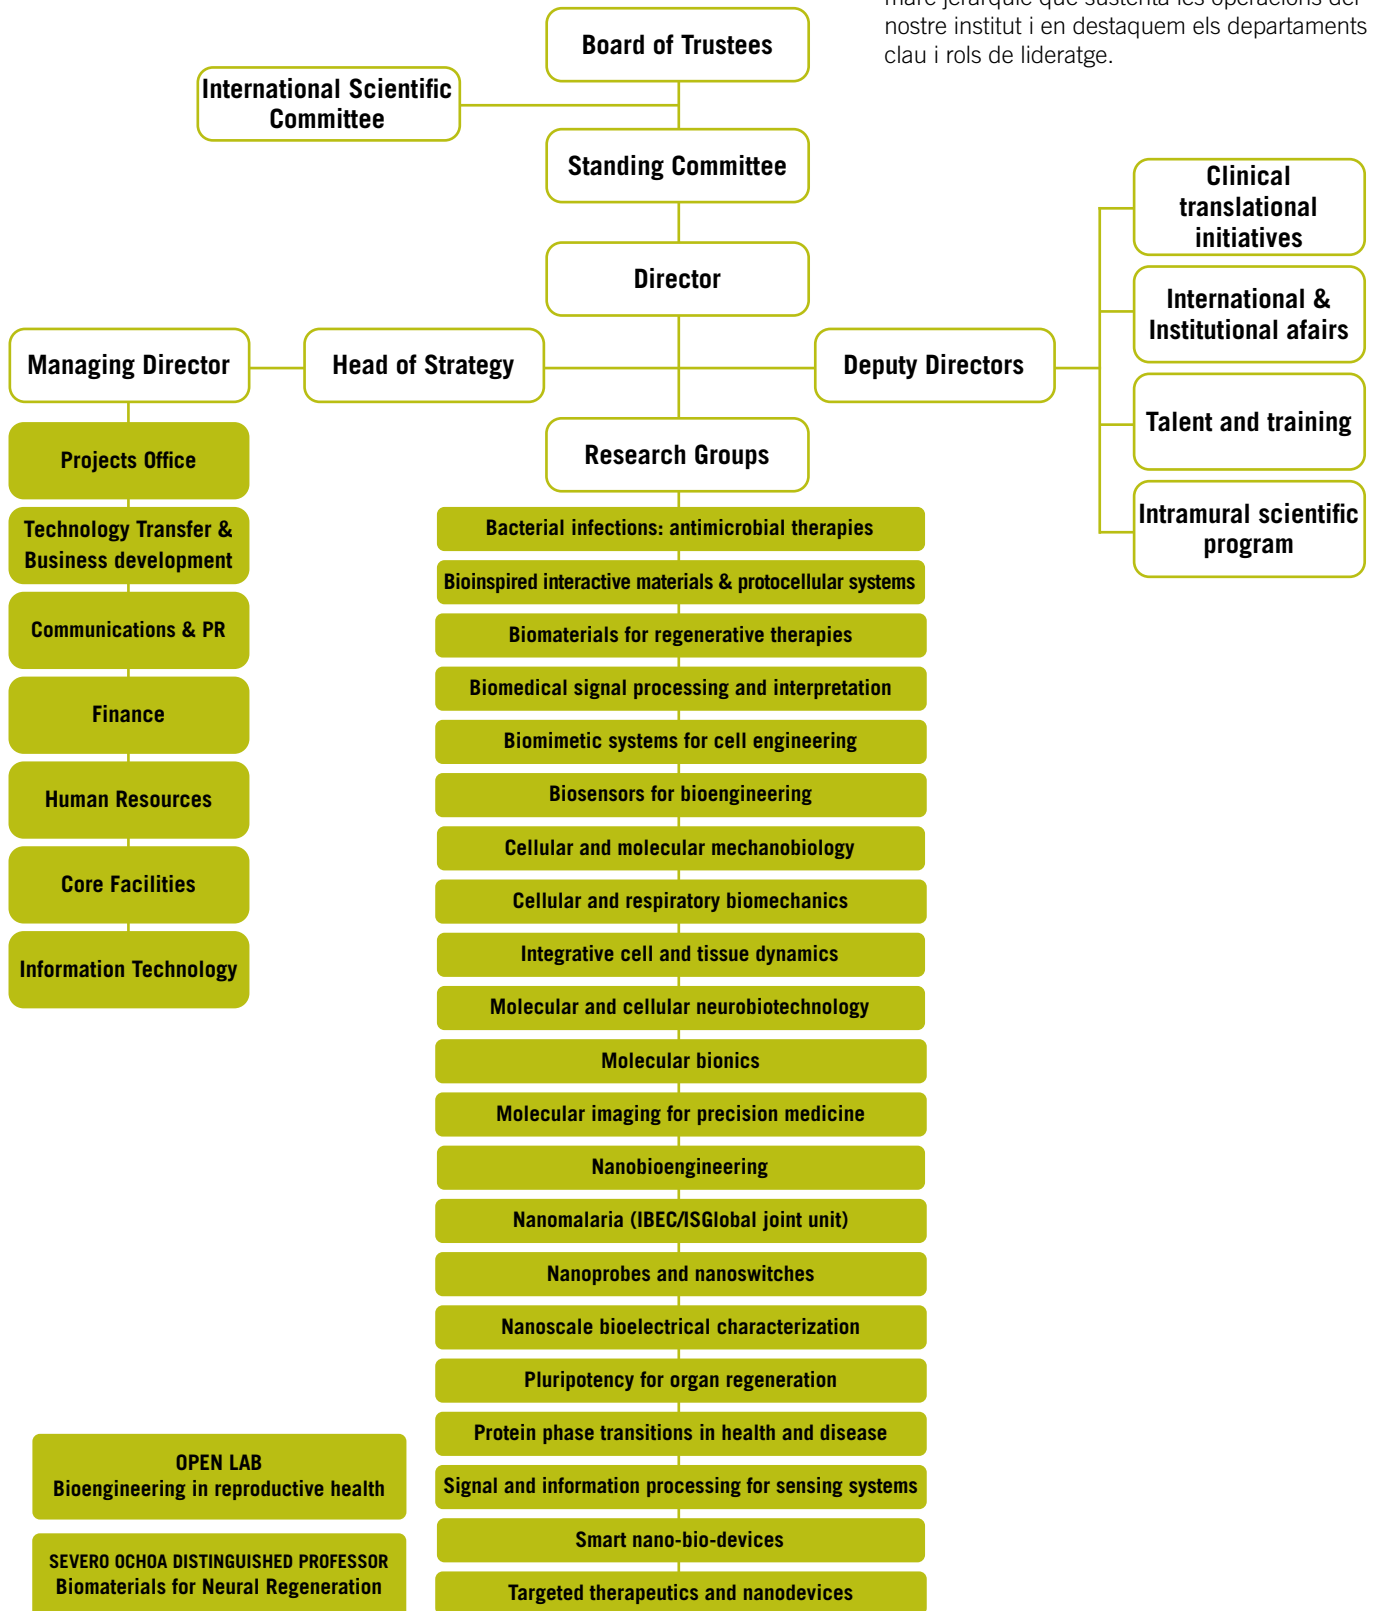 marc jeràrquic que sustenta les operacions del
nostre institut i en destaquem els departaments
clau i rols de lideratge.
Board of Trustees
International Scientific
Committee
Standing Committee
Director
Managing Director
Head of Strategy
Deputy Directors
Clinical
translational
initiatives
International &
Institutional afairs
Talent and training
Intramural scientific
program
Projects Office
Technology Transfer &
Business development
Communications & PR
Finance
Human Resources
Core Facilities
Information Technology
Research Groups
Bacterial infections: antimicrobial therapies
Bioinspired interactive materials & protocellular systems
Biomaterials for regenerative therapies
Biomedical signal processing and interpretation
Biomimetic systems for cell engineering
Biosensors for bioengineering
Cellular and molecular mechanobiology
Cellular and respiratory biomechanics
Integrative cell and tissue dynamics
Molecular and cellular neurobiotechnology
Molecular bionics
Molecular imaging for precision medicine
Nanobioengineering
Nanomalaria (IBEC/ISGlobal joint unit)
Nanoprobes and nanoswitches
Nanoscale bioelectrical characterization
Pluripotency for organ regeneration
Protein phase transitions in health and disease
Signal and information processing for sensing systems
Smart nano-bio-devices
Targeted therapeutics and nanodevices
OPEN LAB
Bioengineering in reproductive health
SEVERO OCHOA DISTINGUISHED PROFESSOR
Biomaterials for Neural Regeneration